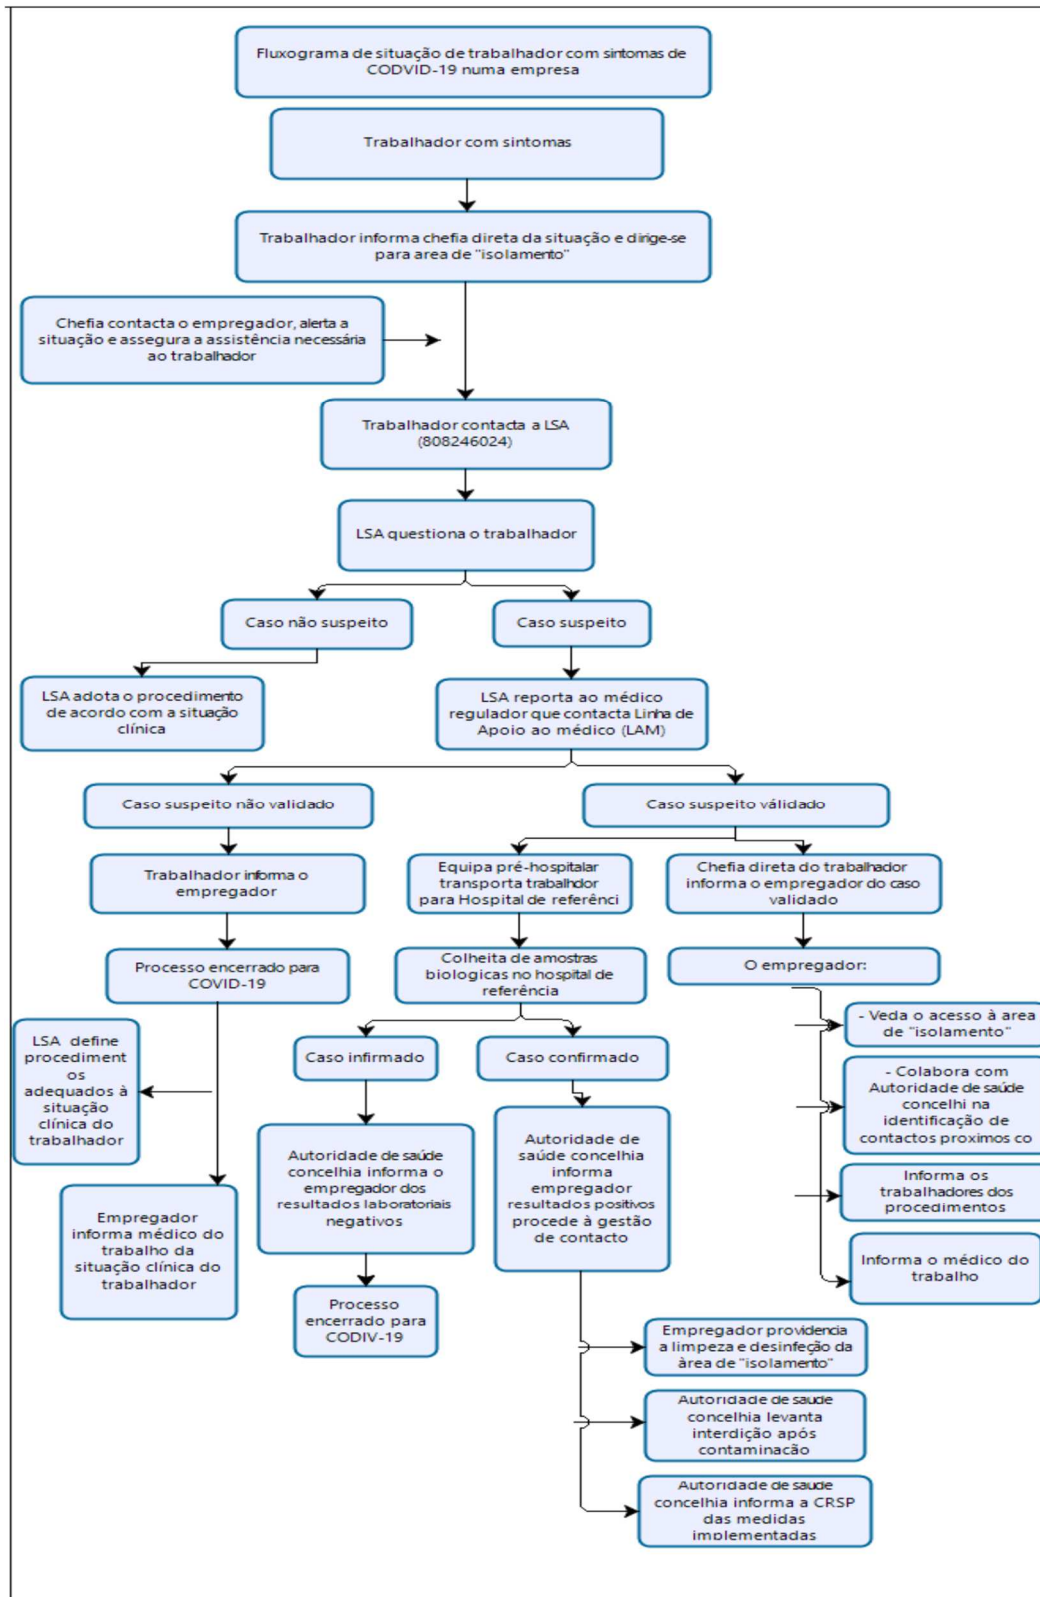 Fluxograma de situação de trabalhador com sintomas de
CODVID-19 numa empresa
Trabalhador com sintomas
Trabalhador informa chefia direta da situação e dirige-se
para area de "isolamento"
Chefia contacta o empregador, alerta a
situação e assegura a assistência necessária
ao trabalhador
Trabalhador contacta a LSA
(808246024)
LSA questiona o trabalhador
Caso não suspeito
Caso suspeito
LSA adota o procedimento
de acordo com a situação
clínica
LSA reporta ao médico
regulador que contacta Linha de
Apoio ao médico (LAM)
Caso suspeito não validado
Caso suspeito válidado
Trabalhador informa o
empregador
Equipa pré-hospitalar
transporta trabalhdor
para Hospital de referênci
Chefia direta do trabalhador
informa o empregador do caso
validado
Processo encerrado para
COVID-19
Colheita de amostras
biologicas no hospital de
referência
O empregador:
- Veda o acesso à area
de "isolamento"
LSA define
procediment
os
adequados à
situação
clínica do
trabalhador
Caso infirmado
Caso confirmado
- Colabora com
Autoridade de saúde
concelhi na
identificação de
contactos proximos co
Autoridade de saúde
concelhia informa o
empregador dos
resultados laboratoriais
negativos
Autoridade de
saúde concelhia
informa
empregador
resultados positivos
procede à gestão
de contacto
Informa os
trabalhadores dos
procedimentos
Empregador
informa médico do
trabalho da
situação clínica do
trabalhador
Informa o médico do
trabalho
Processo
encerrado para
CODIV-19
Empregador providencia
a limpeza e desinfeção da
àrea de "isolamento"
Autoridade de saude
concelhia levanta
interdição após
contaminacão
Autoridade de saude
concelhia informa a CRSP
das medidas
implementadas